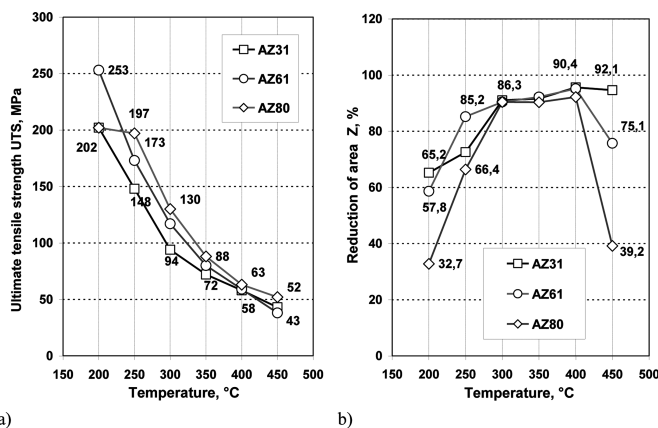 300
250
200
150
100
50
0
Ultimate tensile strength UTS, MPa
AZ31
AZ61
AZ80
253
197
202
173
148
130
94
88
72
63
58
52
43
150 200 250 300 350 400 450 500
Temperature, °C
a)
120
100
80
60
40
20
0
Reduction of area Z, %
90,4
92,1
86,3
85,2
75,1
65,2
66,4
57,8
39,2
32,7
AZ31
AZ61
AZ80
150 200 250 300 350 400 450 500
Temperature, °C
b)